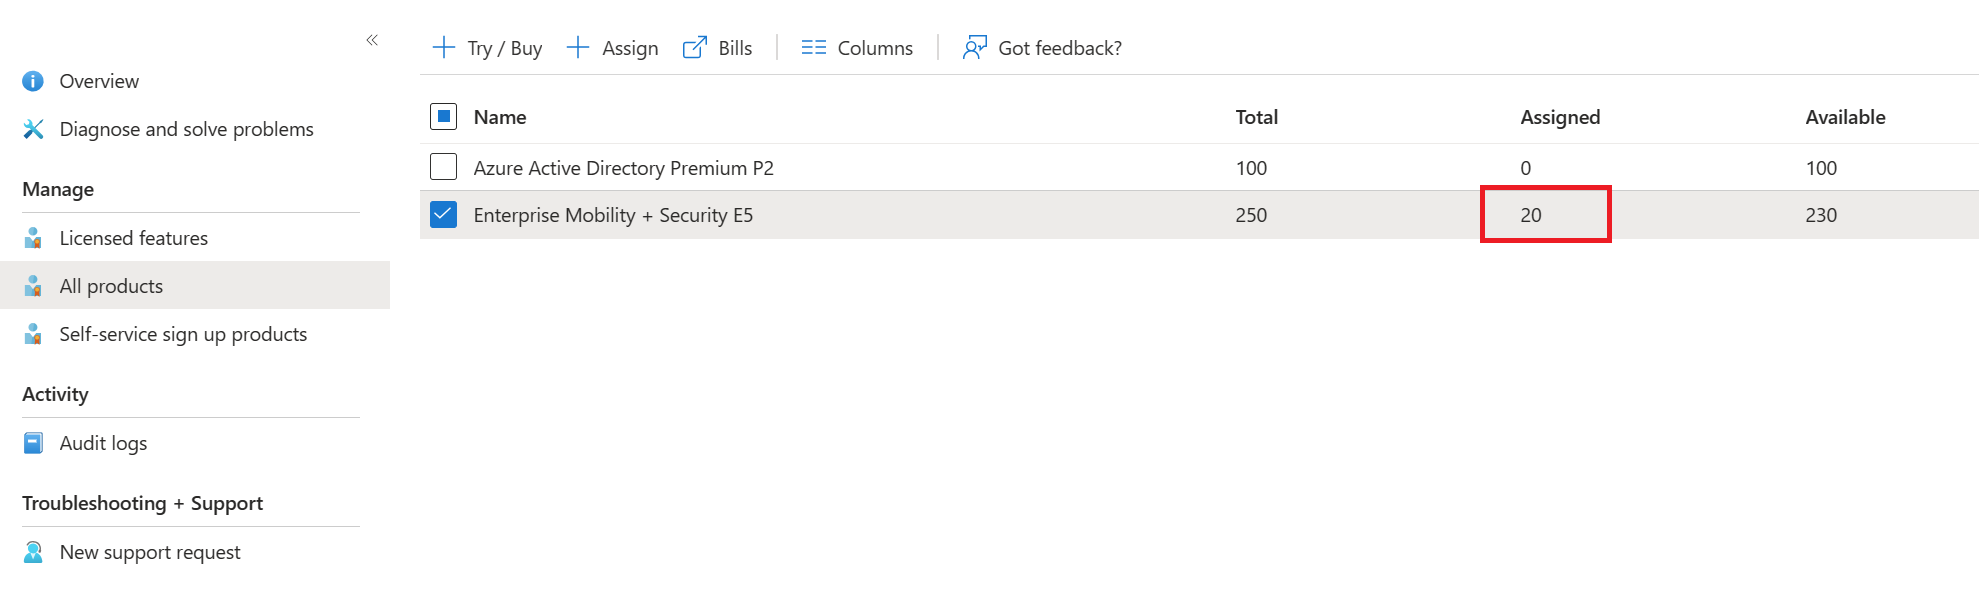 Overview
Diagnose and solve problems
Manage
Licensed features
All products
Self-service sign up products
Activity
Audit logs
Troubleshooting + Support
New support request
Try / Buy Assign Bills Columns Got feedback?
Name Total Assigned Available
Azure Active Directory Premium P2 100 0 100
Enterprise Mobility + Security E5 250 20 230